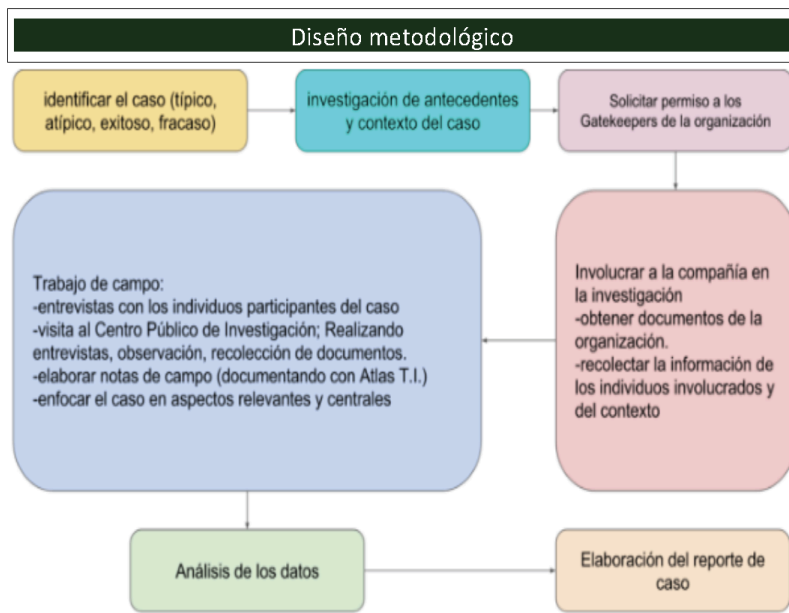 Diseño metodológico
identificar el caso (típico,
atípico, exitoso, fracaso)
investigación de antecedentes
y contexto del caso
Solicitar permiso a los
Gatekeepers de la organización
Involucrar a la compañía en
la investigación
-obtener documentos de la
organización.
-recolectar la información de
los individuos involucrados y
del contexto
Trabajo de campo:
-entrevistas con los individuos participantes del caso
-visita al Centro Público de Investigación; Realizando
entrevistas, observación, recolección de documentos.
-elaborar notas de campo (documentando con Atlas T.I.)
-enfocar el caso en aspectos relevantes y centrales
Análisis de los datos
Elaboración del reporte de
caso